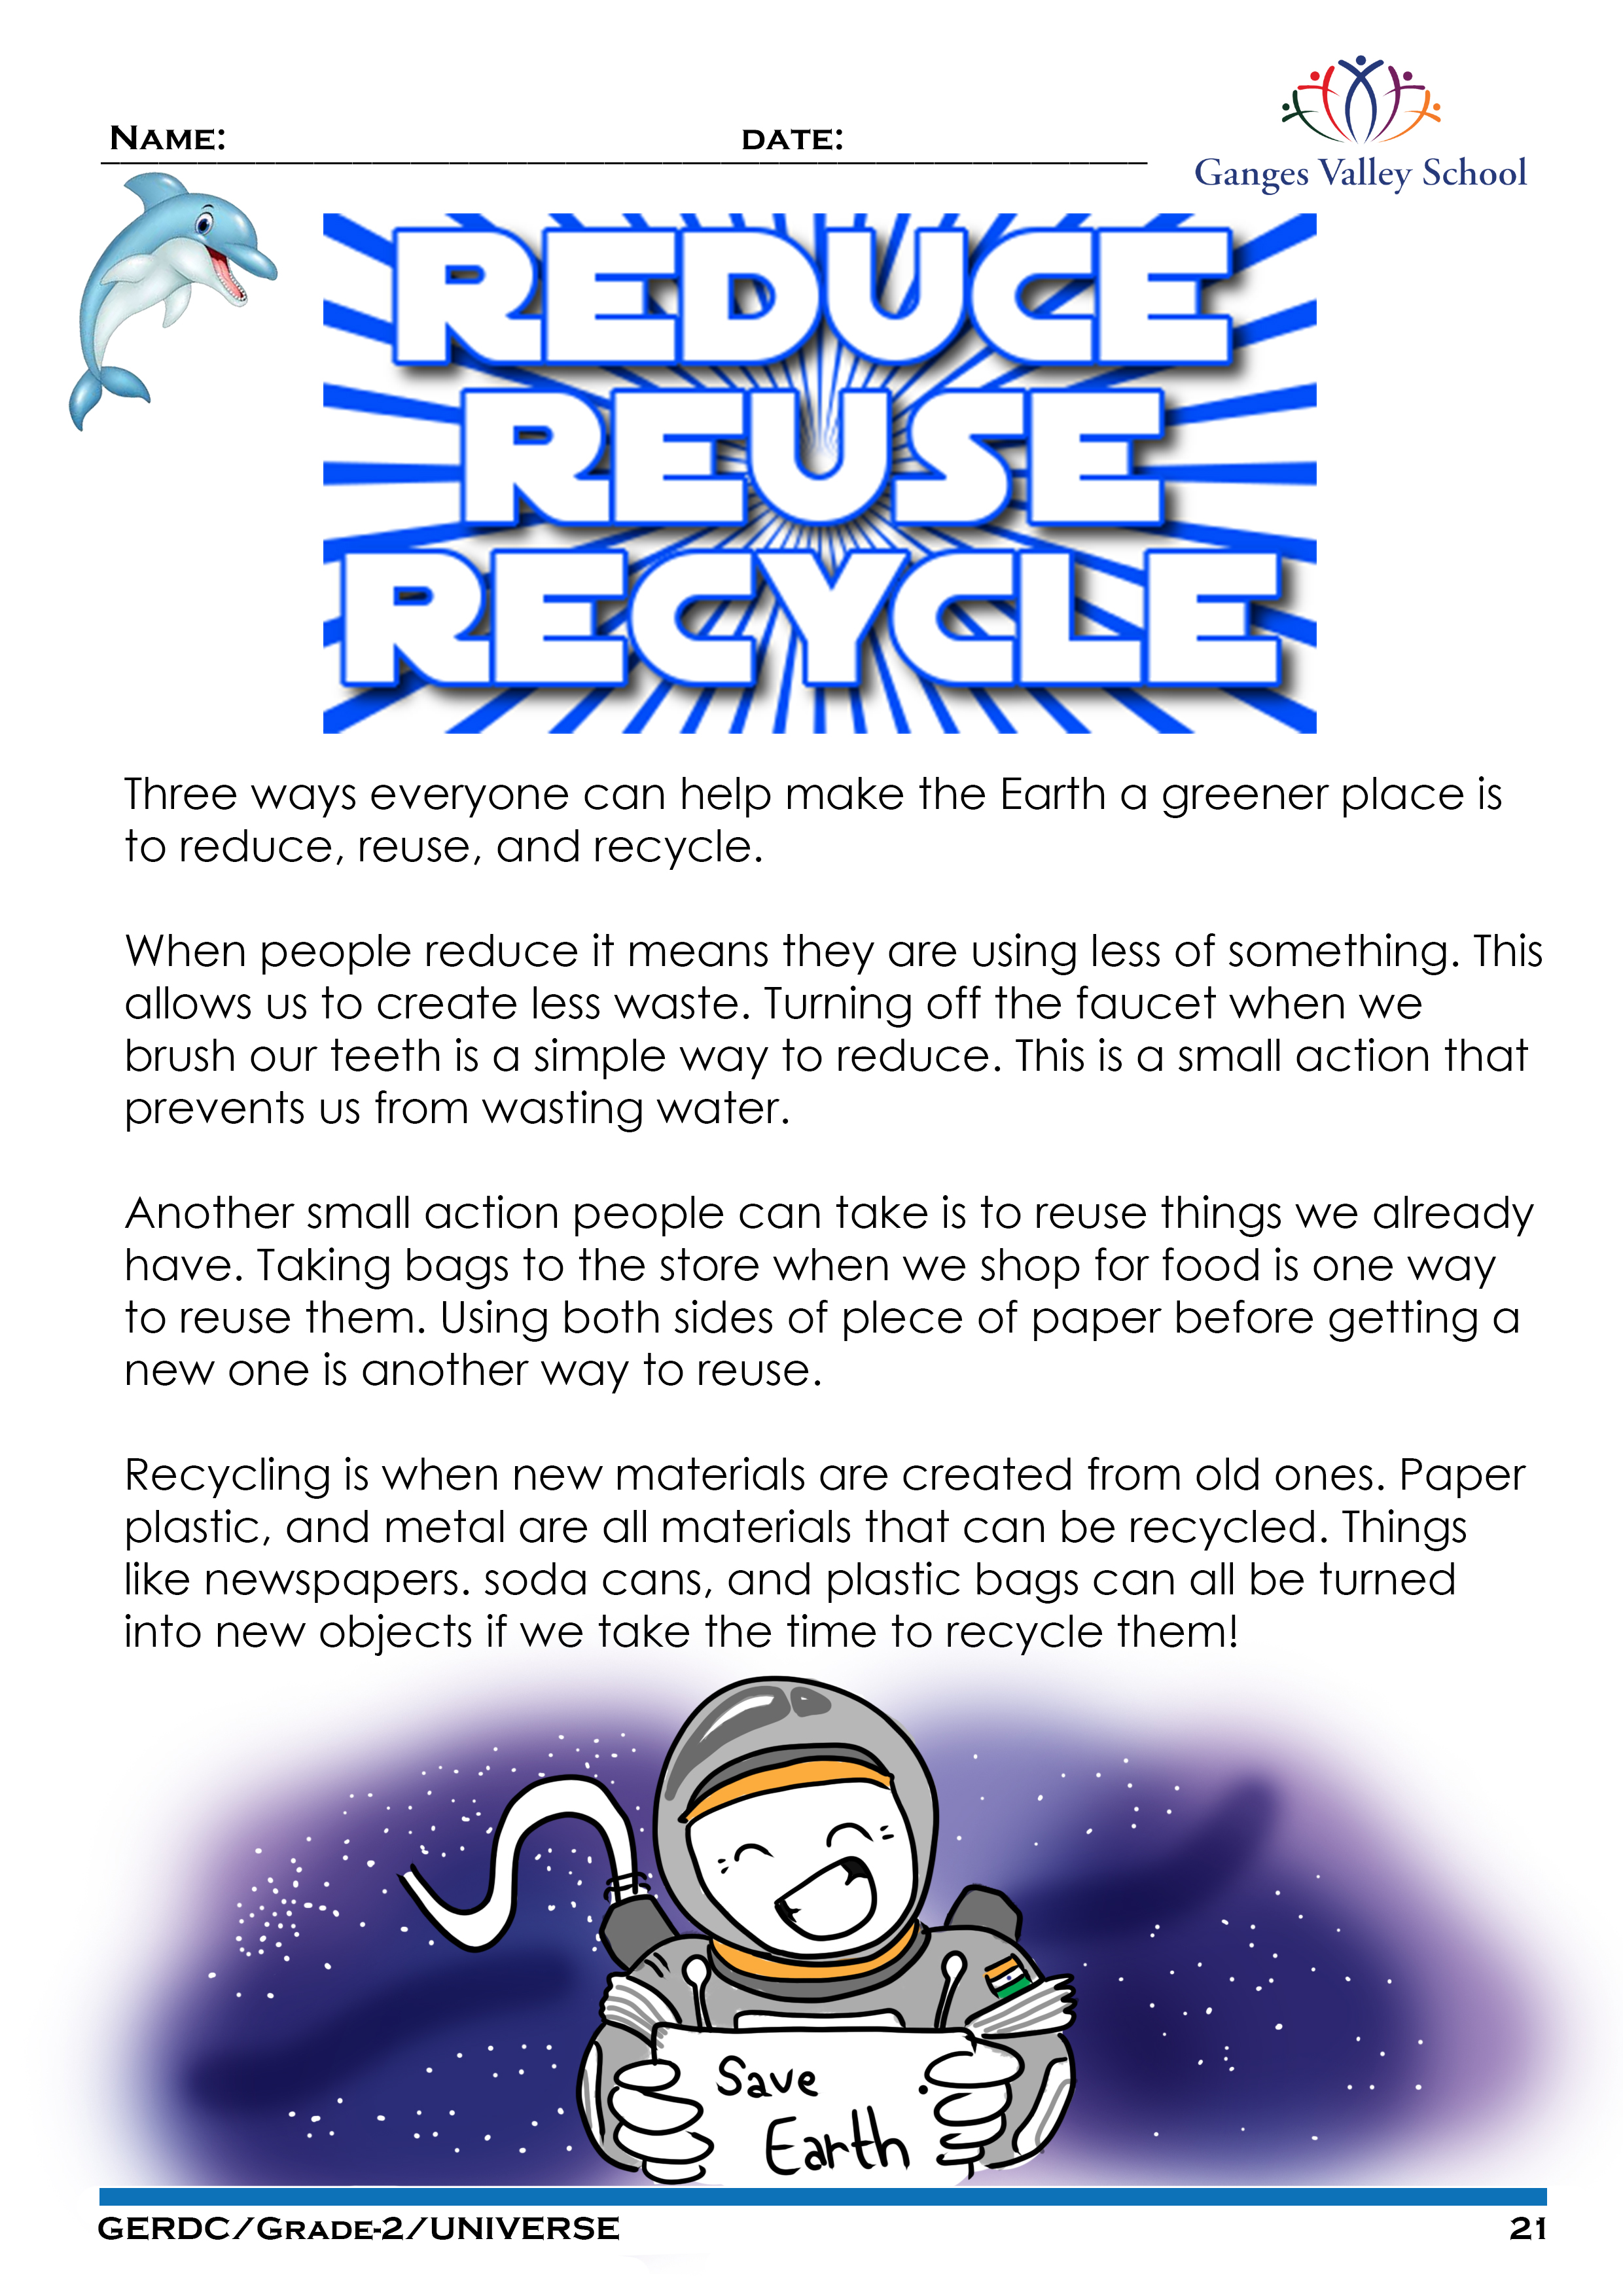 NAME: DATE:
Ganges Valley School
REDUCE
REUSE
RECYCLE
Three ways everyone can help make the Earth a greener place is
to reduce, reuse, and recycle.
When people reduce it means they are using less of something. This
allows us to create less waste. Turning off the faucet when we
brush our teeth is a simple way to reduce. This is a small action that
prevents us from wasting water.
Another small action people can take is to reuse things we already
have. Taking bags to the store when we shop for food is one way
to reuse them. Using both sides of plece of paper before getting a
new one is another way to reuse.
Recycling is when new materials are created from old ones. Paper
plastic, and metal are all materials that can be recycled. Things
like newspapers. soda cans, and plastic bags can all be turned
into new objects if we take the time to recycle them!
Save
Earth
GERDC/GRADE-2/UNIVERSE 21